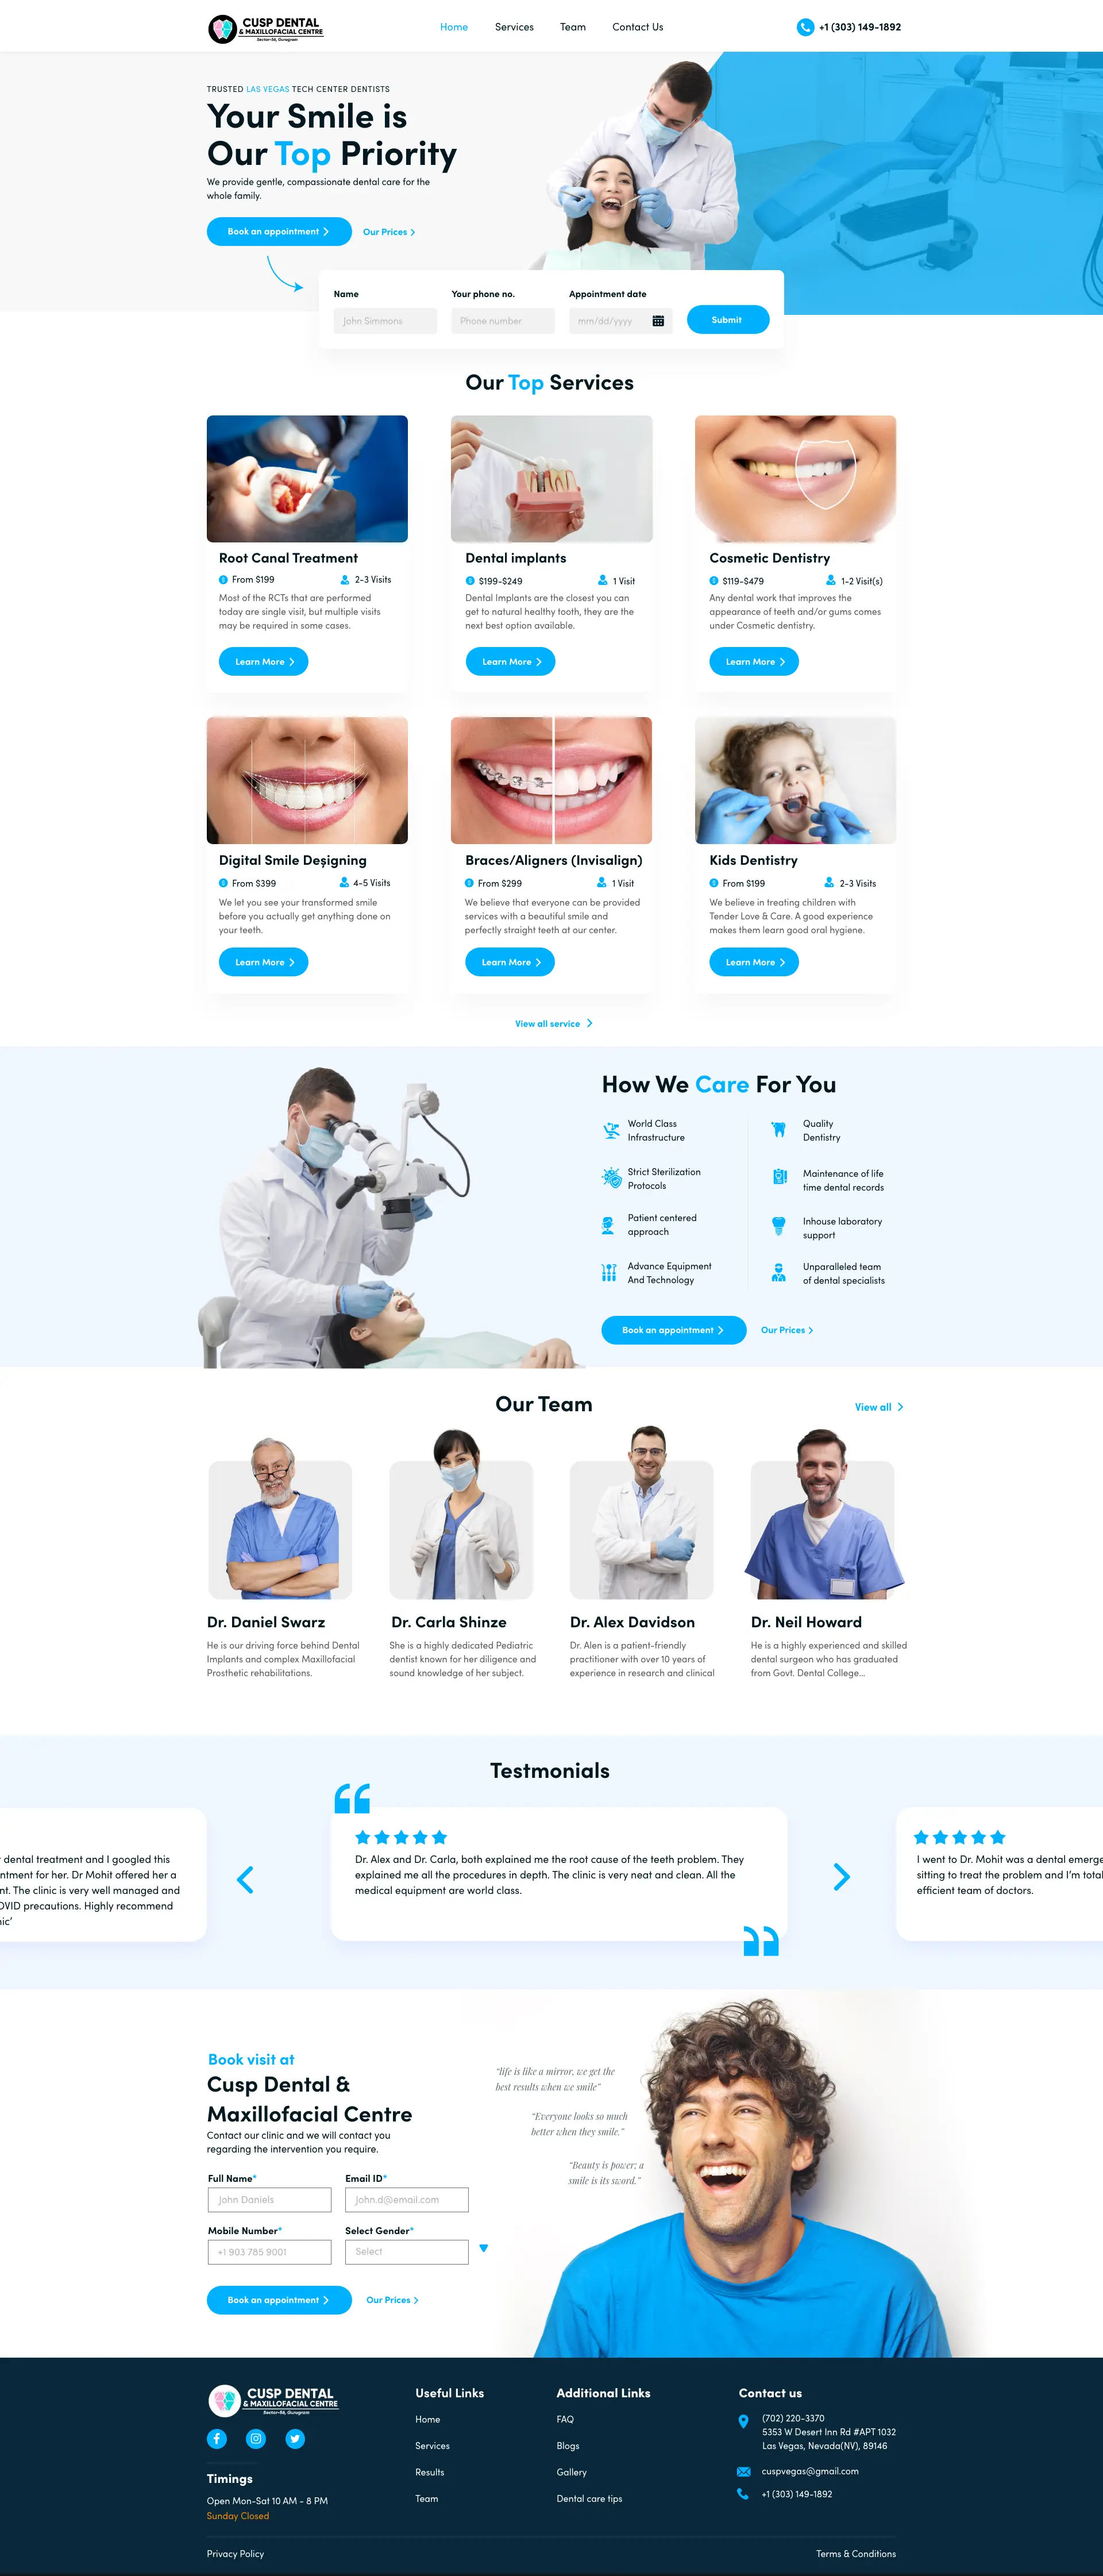 CUSP DENTAL
& MAXILLOFACIAL CENTRE
Sector-56, Gurugram
Home Services Team Contact Us
+1 (303) 149-1892
TRUSTED LAS VEGAS TECH CENTER DENTISTS
Your Smile is
Our Top Priority
We provide gentle, compassionate dental care for the
whole family.
Book an appointment
Our Prices
Name Your phone no. Appointment date
John Simmons Phone number mm/dd/yyyy Submit
Our Top Services
Root Canal Treatment
From $199 2-3 Visits
Most of the RCTs that are performed
today are single visit, but multiple visits
may be required in some cases.
Learn More
Dental implants
$199-$249 1 Visit
Dental Implants are the closest you can
get to natural healthy tooth, they are the
next best option available.
Learn More
Cosmetic Dentistry
$119-$479 1-2 Visit(s)
Any dental work that improves the
appearance of teeth and/or gums comes
under Cosmetic dentistry.
Learn More
Digital Smile Designing
From $399 4-5 Visits
We let you see your transformed smile
before you actually get anything done on
your teeth.
Learn More
Braces/Aligners (Invisalign)
From $299 1 Visit
We believe that everyone can be provided
services with a beautiful smile and
perfectly straight teeth at our center.
Learn More
Kids Dentistry
From $199 2-3 Visits
We believe in treating children with
Tender Love & Care. A good experience
makes them learn good oral hygiene.
Learn More
View all service
How We Care For You
World Class
Infrastructure
Quality
Dentistry
Strict Sterilization
Protocols
Maintenance of life
time dental records
Patient centered
approach
Inhouse laboratory
support
Advance Equipment
And Technology
Unparalleled team
of dental specialists
Book an appointment
Our Prices
Our Team
View all
Dr. Daniel Swarz
He is our driving force behind Dental
Implants and complex Maxillofacial
Prosthetic rehabilitations.
Dr. Carla Shinze
She is a highly dedicated Pediatric
dentist known for her diligence and
sound knowledge of her subject.
Dr. Alex Davidson
Dr. Alen is a patient-friendly
practitioner with over 10 years of
experience in research and clinical
Dr. Neil Howard
He is a highly experienced and skilled
dental surgeon who has graduated
from Govt. Dental College...
Testmonials
dental treatment and I googled this
ntment for her. Dr Mohit offered her a
nt. The clinic is very well managed and
OVID precautions. Highly recommend
nic'
Dr. Alex and Dr. Carla, both explained me the root cause of the teeth problem. They
explained me all the procedures in depth. The clinic is very neat and clean. All the
medical equipment are world class.
I went to Dr. Mohit was a dental emerge
sitting to treat the problem and I'm total
efficient team of doctors.
Book visit at
Cusp Dental &
Maxillofacial Centre
Contact our clinic and we will contact you
regarding the intervention you require.
Full Name* Email ID*
John Daniels John.d@email.com
Mobile Number* Select Gender*
+1 903 785 9001 Select
Book an appointment
Our Prices
“life is like a mirror, we get the
best results when we smile”
“Everyone looks so much
better when they smile.”
“Beauty is power; a
smile is its sword.”
CUSP DENTAL
& MAXILLOFACIAL CENTRE
Sector-56, Gurugram
Timings
Open Mon-Sat 10 AM - 8 PM
Sunday Closed
Useful Links
Home
Services
Results
Team
Additional Links
FAQ
Blogs
Gallery
Dental care tips
Contact us
(702) 220-3370
5353 W Desert Inn Rd #APT 1032
Las Vegas, Nevada(NV), 89146
cuspvegas@gmail.com
+1 (303) 149-1892
Privacy Policy
Terms & Conditions